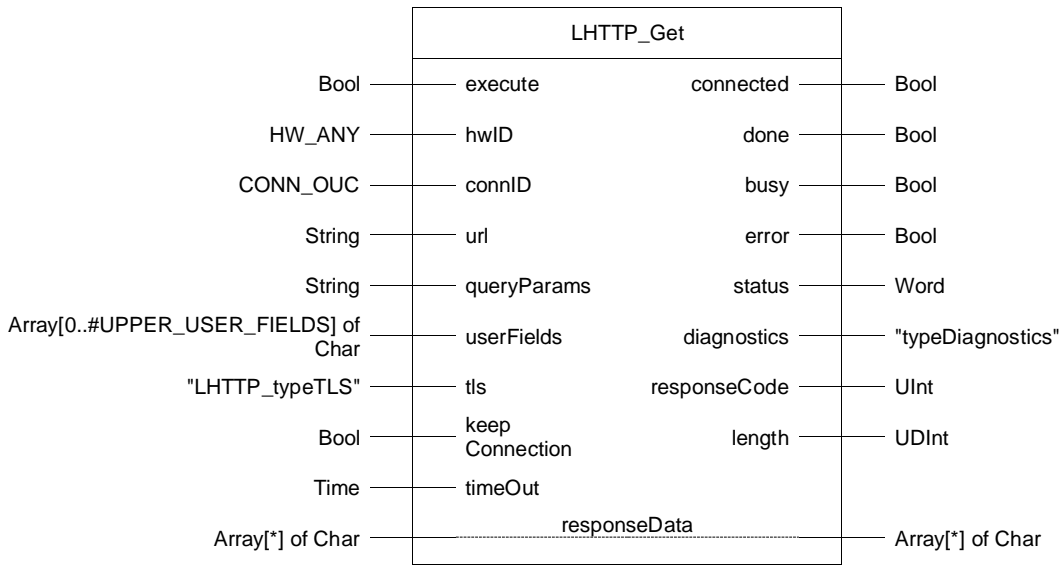 LHTTP_Get
Bool execute connected Bool
HW_ANY hwID done Bool
CONN_OUC connID busy Bool
String url error Bool
String queryParams status Word
Array[0..#UPPER_USER_FIELDS] of
Char userFields diagnostics "typeDiagnostics"
"LHTTP_typeTLS" tls responseCode UInt
keep
Bool Connection length UDInt
Time timeOut
responseData
Array[*] of Char Array[*] of Char